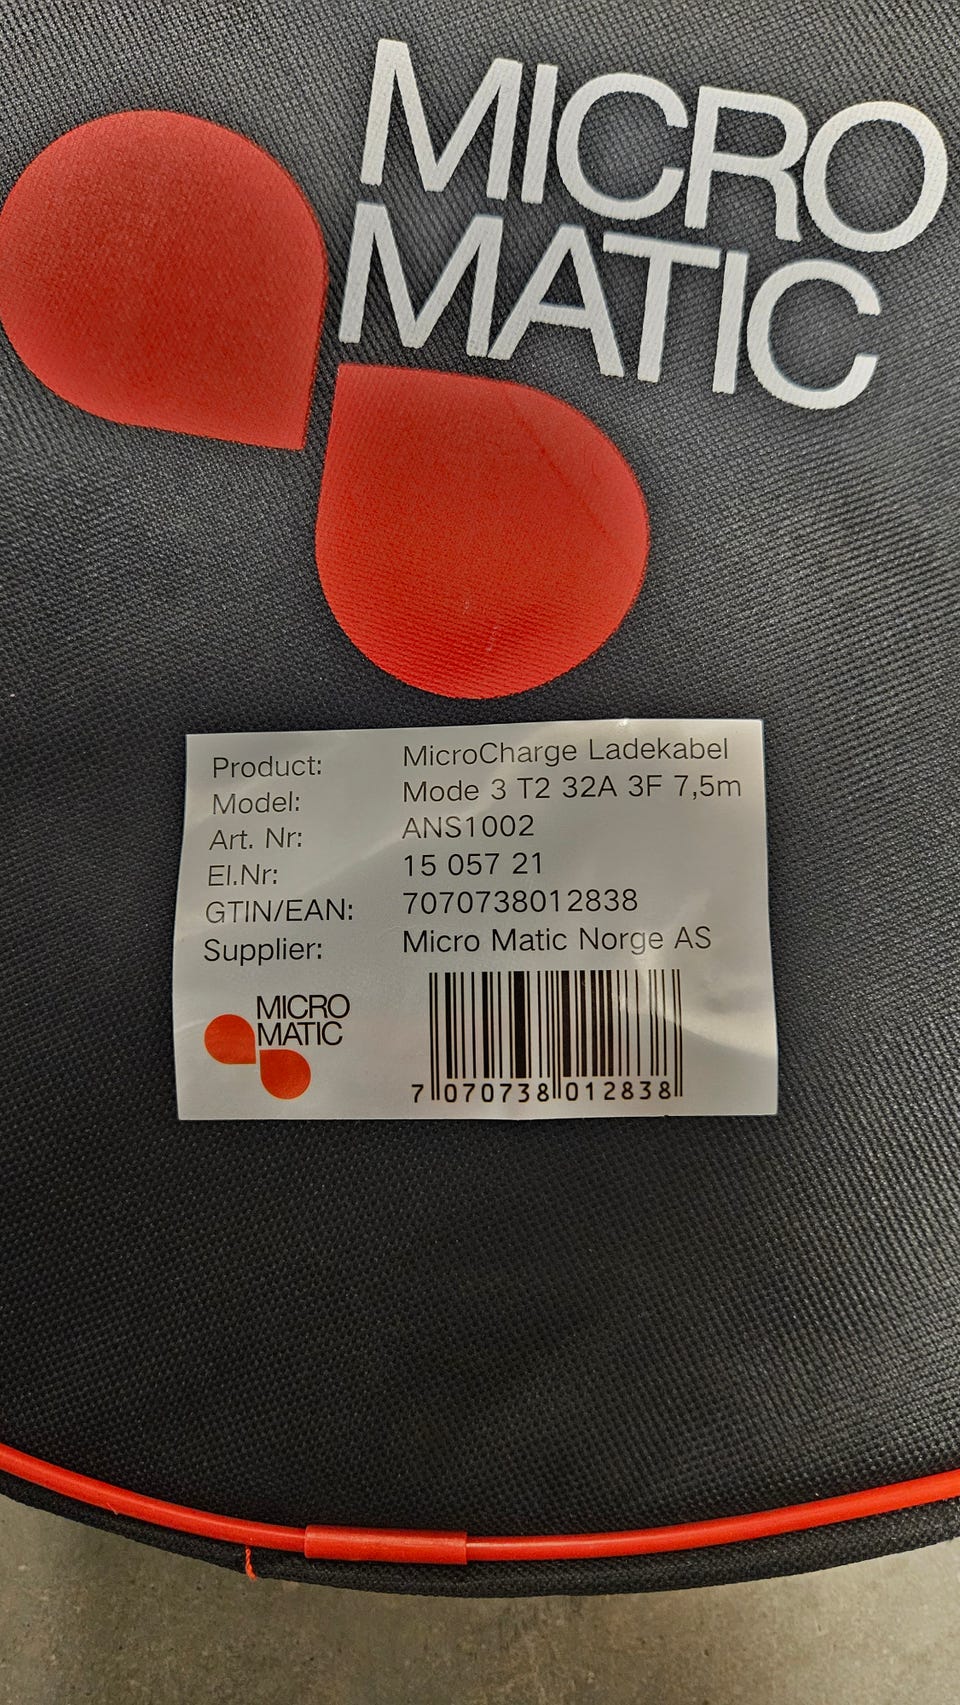 MICRO
MATIC
Product: MicroCharge Ladekabel
Model: Mode 3 T2 32A 3F 7,5m
Art. Nr: ANS1002
El.Nr: 15 057 21
GTIN/EAN: 7070738012838
Supplier: Micro Matic Norge AS
MICRO
MATIC
7 070738 012838